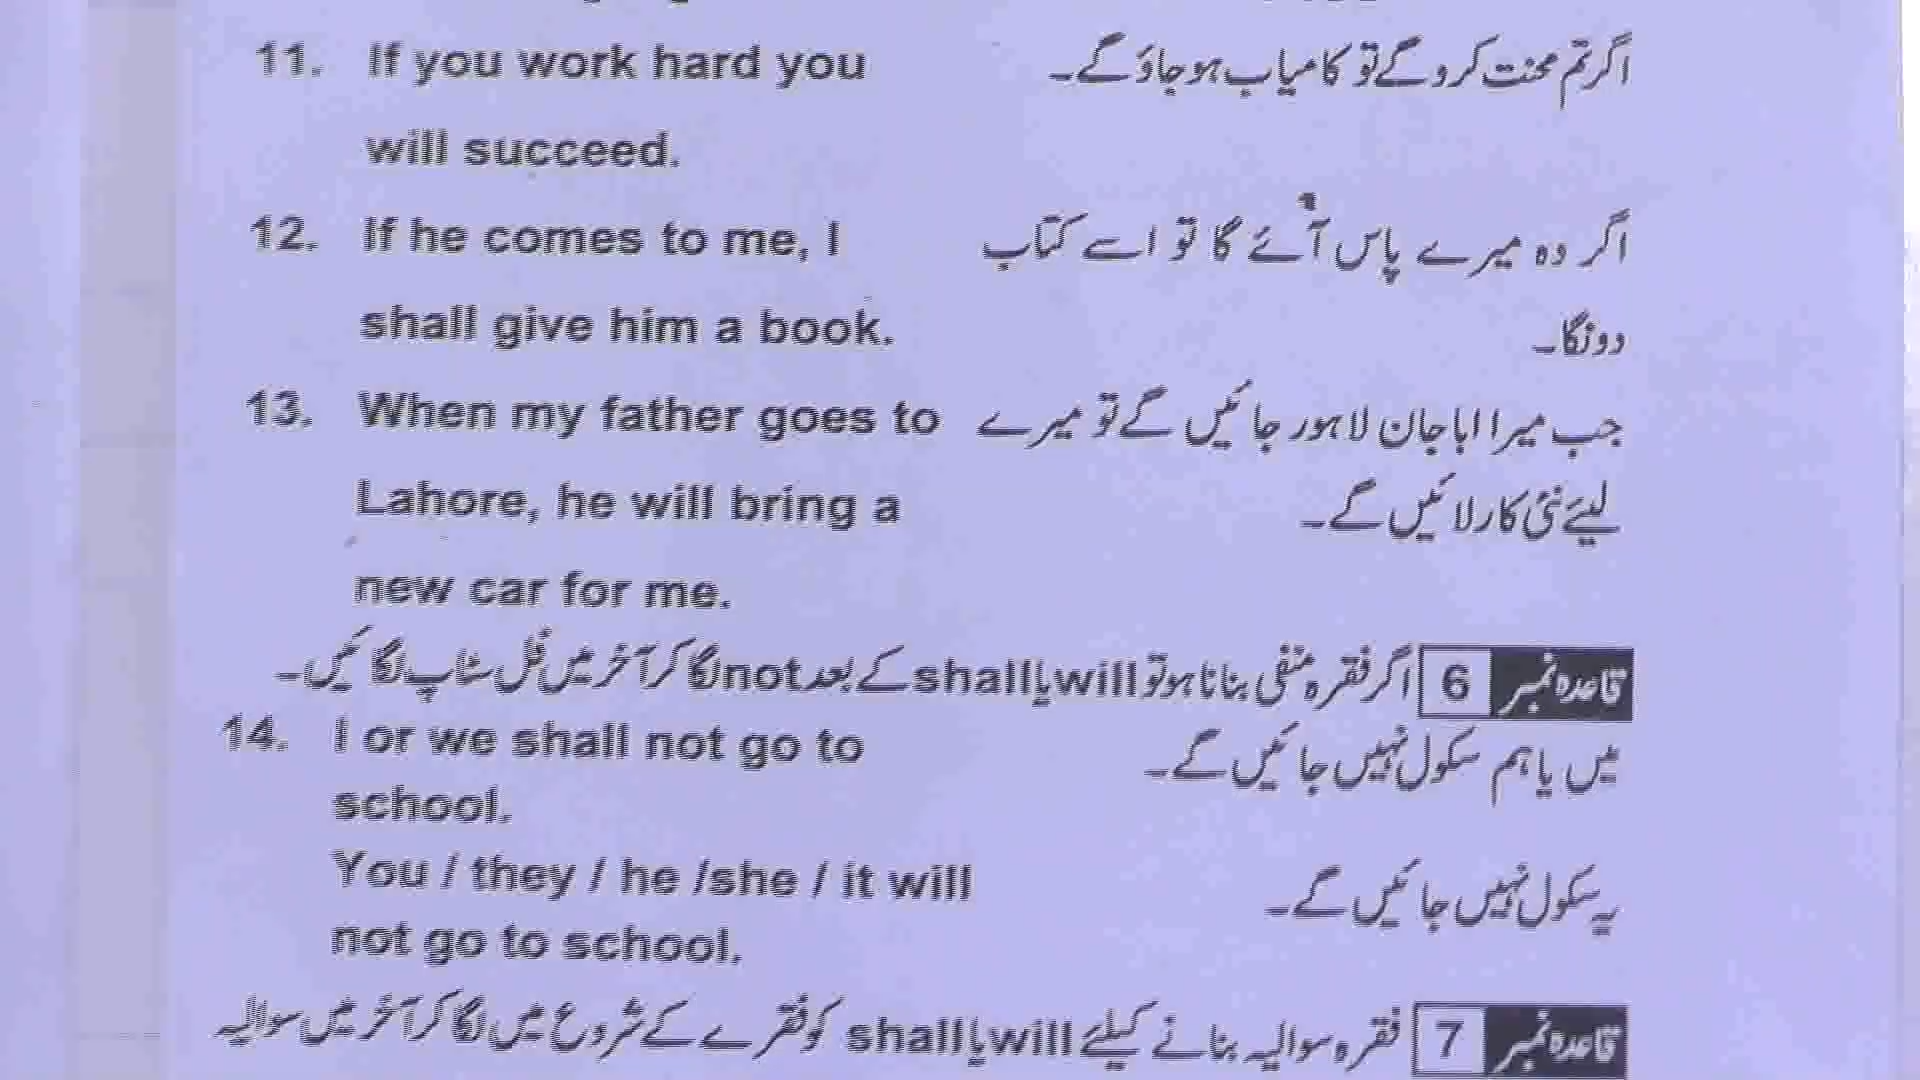 11. If you work hard you اگر تم محنت کرو گے تو کامیاب ہو جاؤ گے۔
will succeed.
12. If he comes to me, I اگر وہ میرے پاس آئے گا تو اسے کتاب
shall give him a book. دونگا۔
13. When my father goes to جب میرا ابا جان لاہور جائیں گے تو میرے
Lahore, he will bring a لیئے نئی کار لائیں گے۔
new car for me.
قاعدہ نمبر 6 اگر فقرہ منفی بنانا ہو تو will یا shall کے بعد not لگا کر آخر میں فُل سٹاپ لگائیں۔
14. I or we shall not go to میں یا ہم سکول نہیں جائیں گے۔
school.
You / they / he /she / it will یہ سکول نہیں جائیں گے۔
not go to school.
قاعدہ نمبر 7 فقرہ سوالیہ بنانے کیلئے will یا shall کو فقرے کے شروع میں لگا کر آخر میں سوالیہ